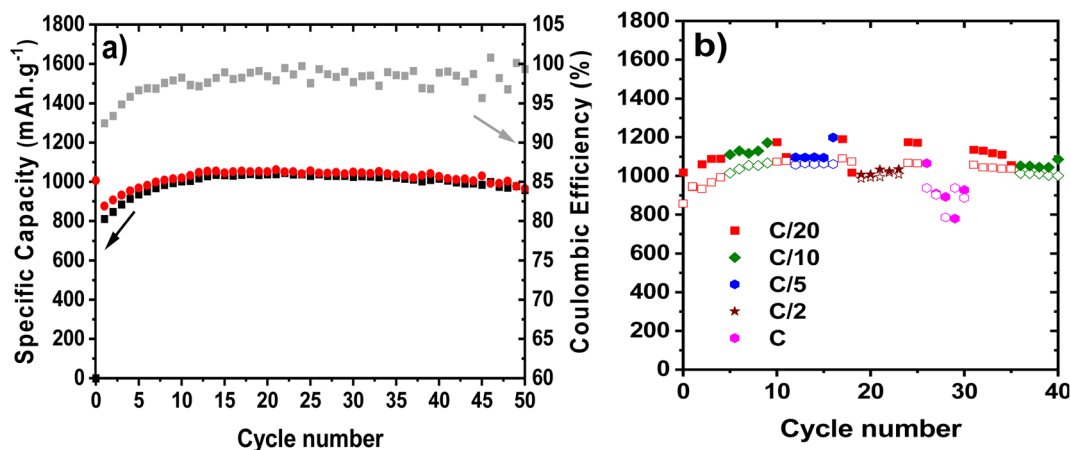 a)
Specific Capacity (mAh.g⁻¹)
1800
1600
1400
1200
1000
800
600
400
200
0
0 5 10 15 20 25 30 35 40 45 50
Cycle number
105
100
95
90
85
80
75
70
65
60
Coulombic Efficiency (%)
b)
1800
1600
1400
1200
1000
800
600
400
200
0
C/20
C/10
C/5
C/2
C
0 10 20 30 40
Cycle number